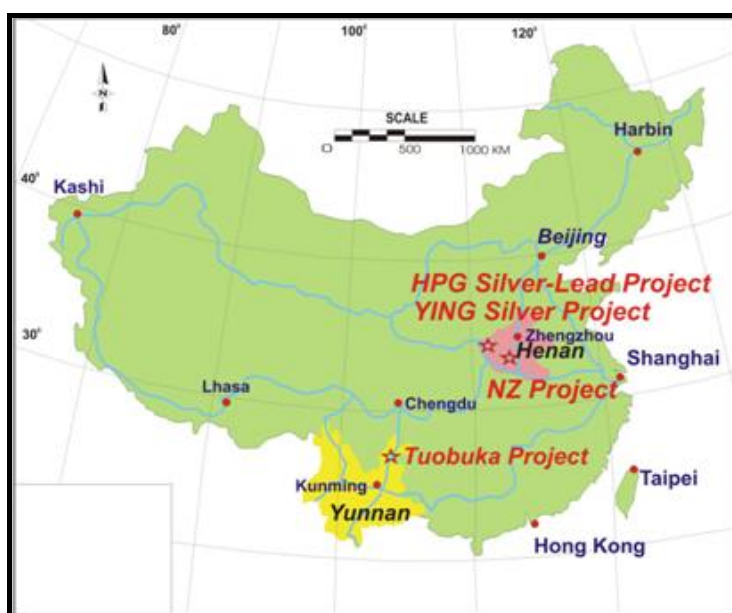 80°
100°
120°
N
SCALE
0 500 1000 KM
Harbin
40°
Kashi
Beijing
HPG Silver-Lead Project
YING Silver Project
Zhengzhou
Henan
30°
Shanghai
NZ Project
Lhasa
Chengdu
Tuobuka Project
Taipei
Kunming
Yunnan
Hong Kong